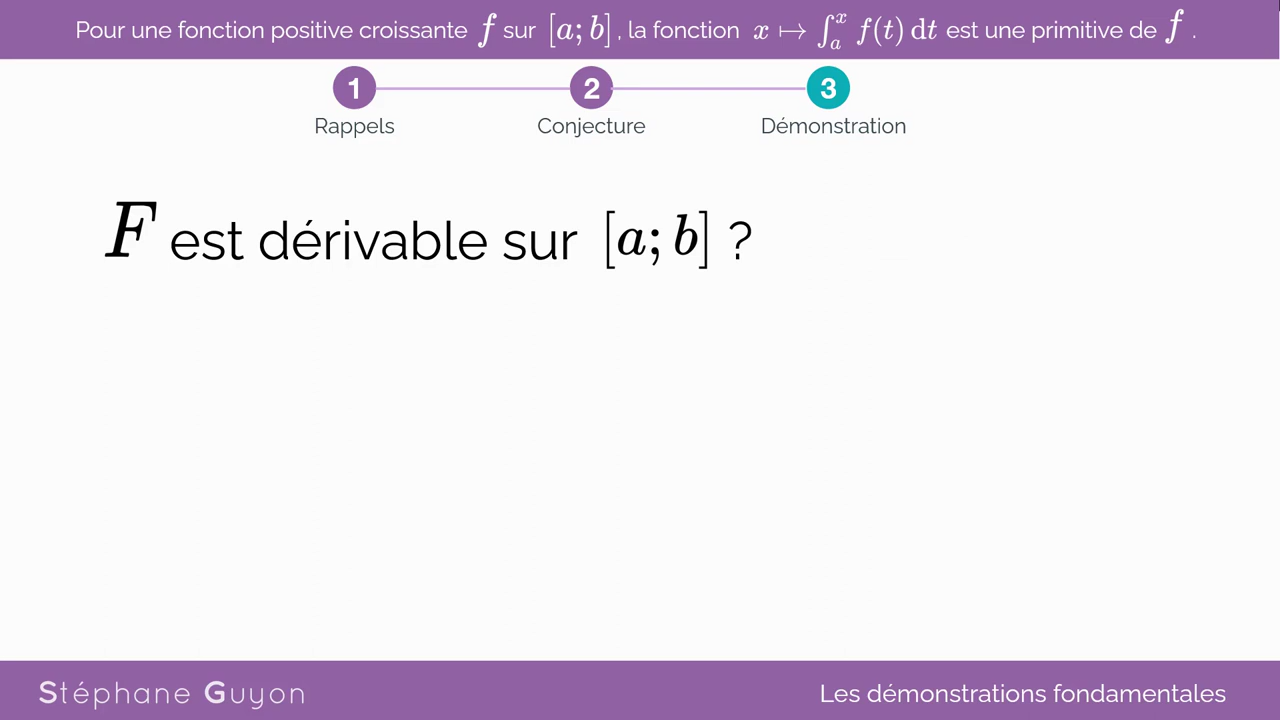 Pour une fonction positive croissante f sur [a; b], la fonction x ↦ ∫ₐˣ f(t) dt est une primitive de f .
1 2 3
Rappels Conjecture Démonstration
F est dérivable sur [a; b] ?
Stéphane Guyon Les démonstrations fondamentales